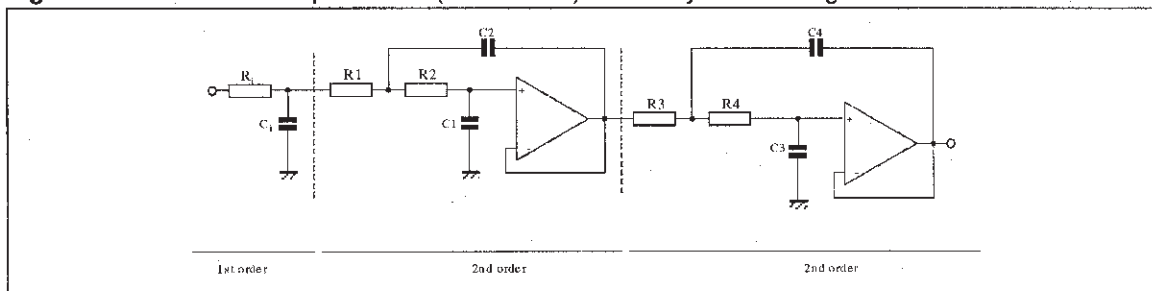 C2
C4
Ri
R1
R2
R3
R4
Ci
C1
C3
+
-
+
-
1st order
2nd order
2nd order